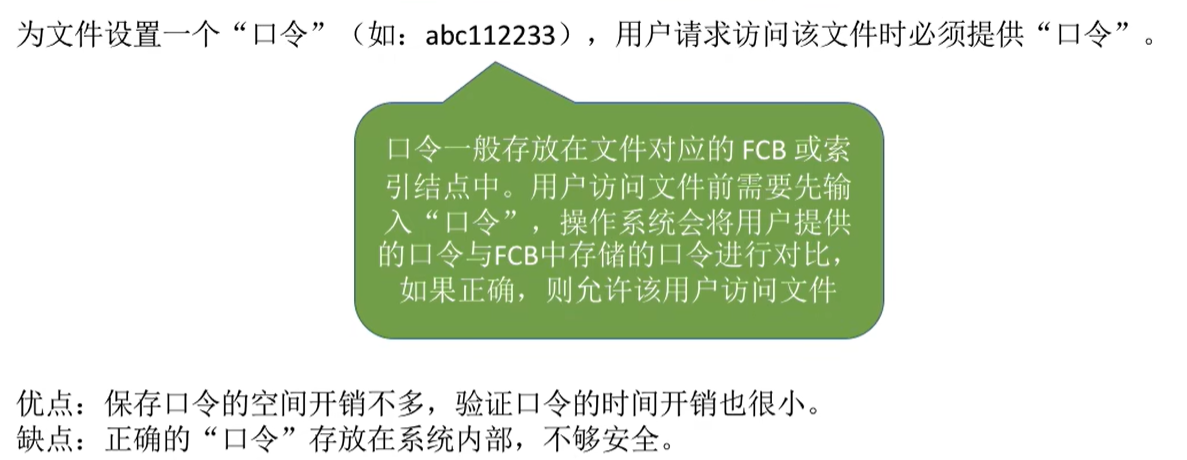 为文件设置一个“口令”（如：abc112233），用户请求访问该文件时必须提供“口令”。
口令一般存放在文件对应的 FCB 或索
引结点中。用户访问文件前需要先输
入“口令”，操作系统会将用户提供
的口令与FCB中存储的口令进行对比，
如果正确，则允许该用户访问文件
优点：保存口令的空间开销不多，验证口令的时间开销也很小。
缺点：正确的“口令”存放在系统内部，不够安全。